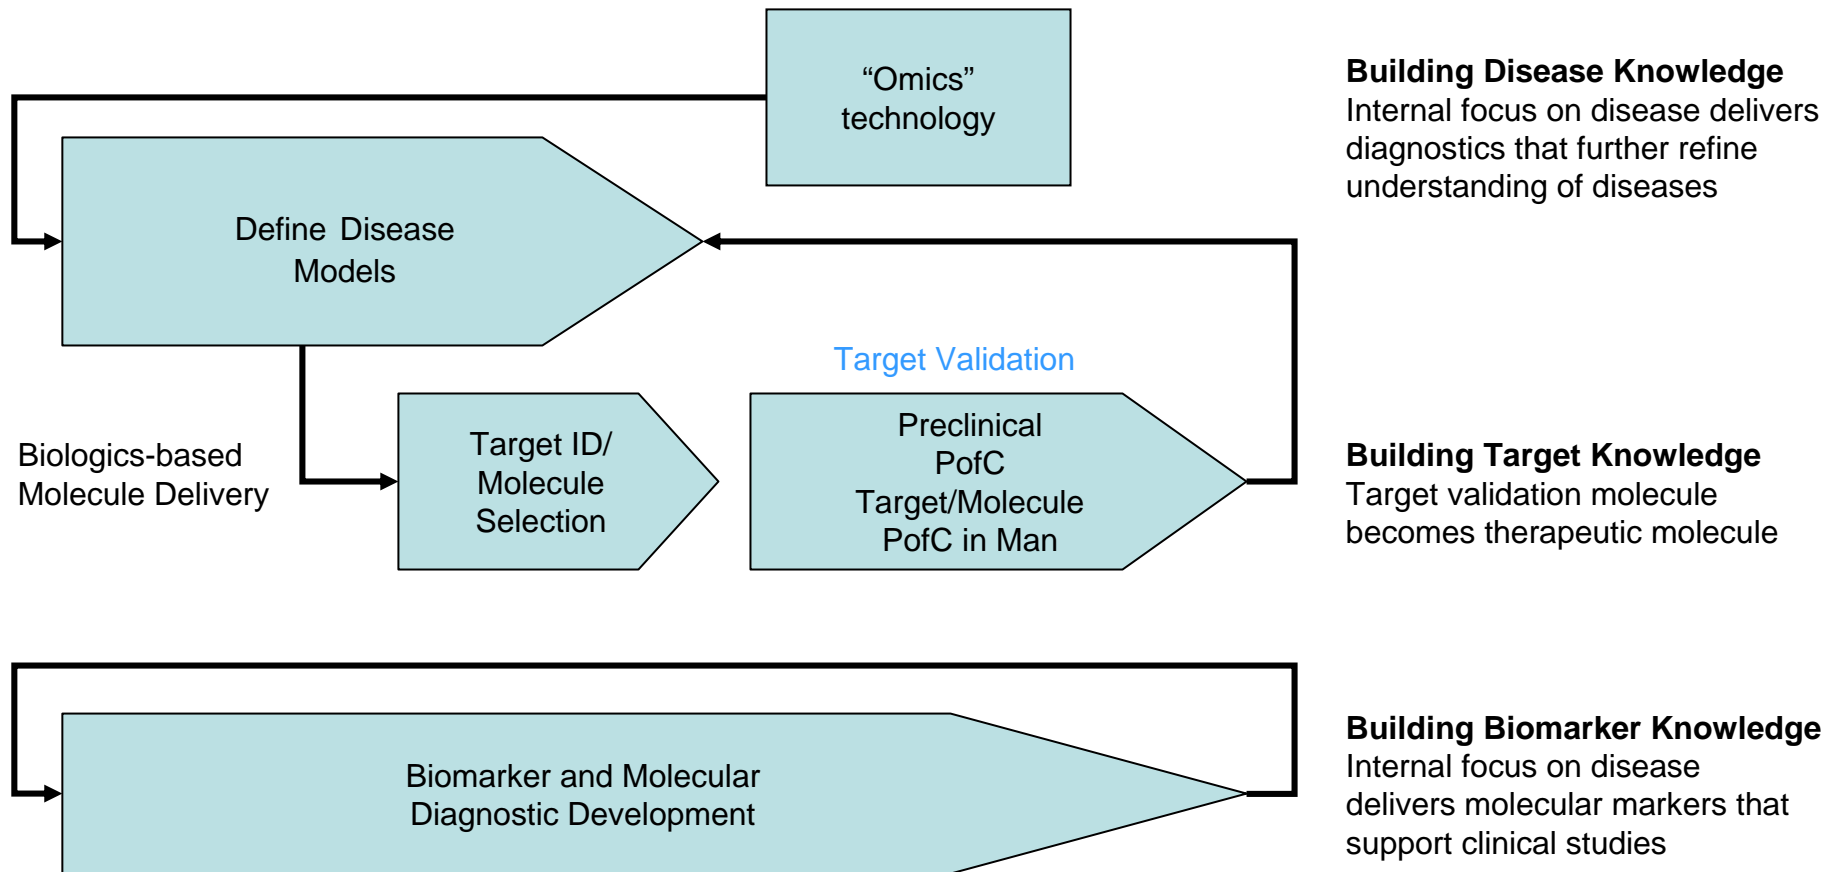 “Omics”
technology
Building Disease Knowledge
Internal focus on disease delivers
diagnostics that further refine
understanding of diseases
Define Disease
Models
Target Validation
Biologics-based
Molecule Delivery
Target ID/
Molecule
Selection
Preclinical
PofC
Target/Molecule
PofC in Man
Building Target Knowledge
Target validation molecule
becomes therapeutic molecule
Biomarker and Molecular
Diagnostic Development
Building Biomarker Knowledge
Internal focus on disease
delivers molecular markers that
support clinical studies